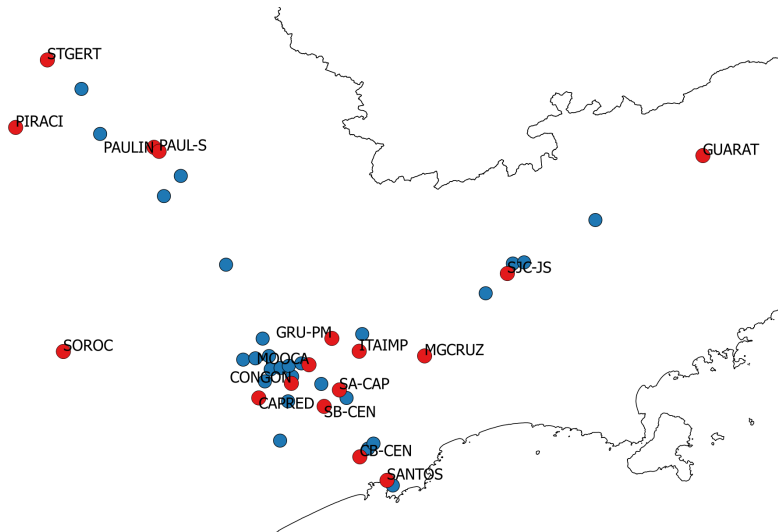 STGERT
PIRACI
PAULIN
PAUL-S
GUARAT
SJC-JS
GRU-PM
SOROC
ITAIMP
MGCRUZ
MOOCA
CONGON
SA-CAP
CAPRED
SB-CEN
CB-CEN
SANTOS